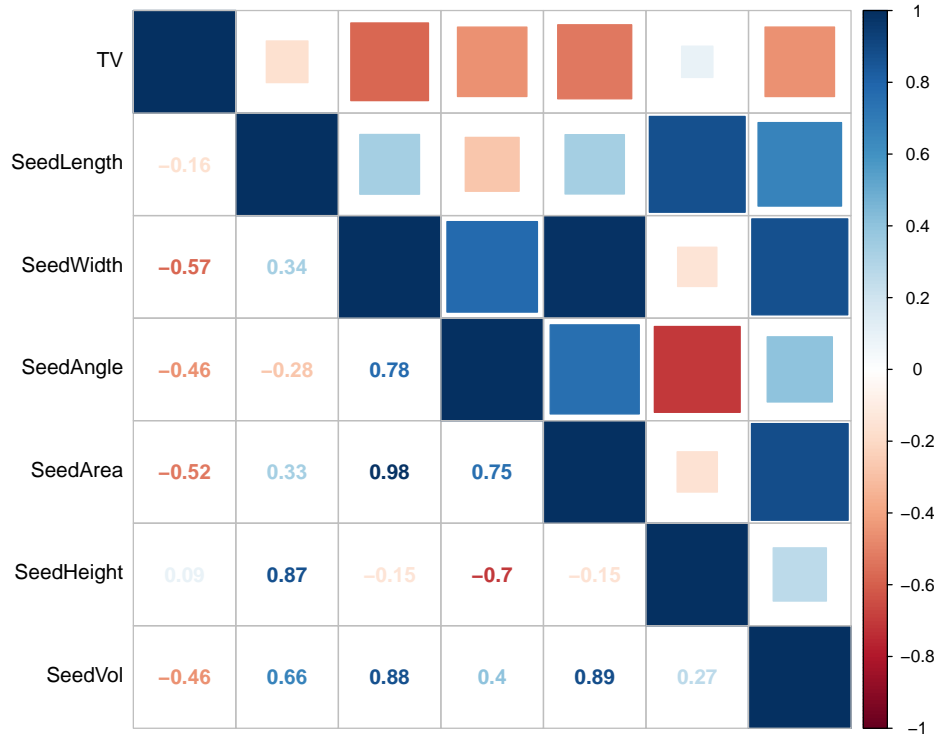 TV
SeedLength −0.16
SeedWidth −0.57 0.34
SeedAngle −0.46 −0.28 0.78
SeedArea −0.52 0.33 0.98 0.75
SeedHeight 0.09 0.87 −0.15 −0.7 −0.15
SeedVol −0.46 0.66 0.88 0.4 0.89 0.27
1
0.8
0.6
0.4
0.2
0
−0.2
−0.4
−0.6
−0.8
−1